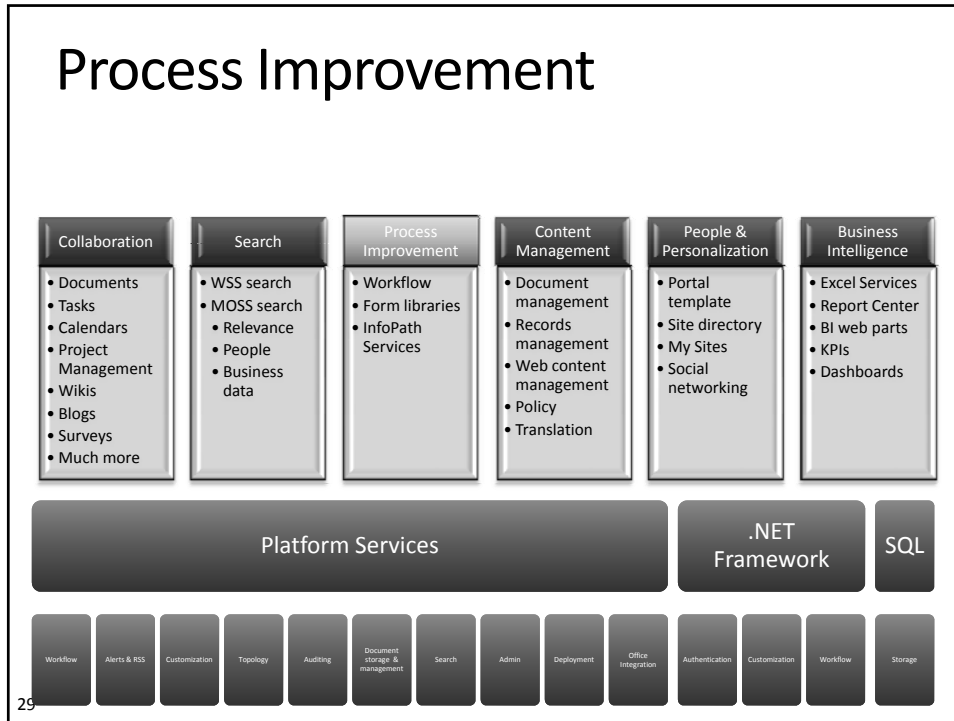 Process Improvement
Collaboration
• Documents
• Tasks
• Calendars
• Project
Management
• Wikis
• Blogs
• Surveys
• Much more
Search
• WSS search
• MOSS search
• Relevance
• People
• Business
data
Process
Improvement
• Workflow
• Form libraries
• InfoPath
Services
Content
Management
• Document
management
• Records
management
• Web content
management
• Policy
• Translation
People &
Personalization
• Portal
template
• Site directory
• My Sites
• Social
networking
Business
Intelligence
• Excel Services
• Report Center
• BI web parts
• KPIs
• Dashboards
Platform Services
.NET
Framework
SQL
Workflow
Alerts & RSS
Customization
Topology
Auditing
Document
storage &
management
Search
Admin
Deployment
Office
Integration
Authentication
Customization
Workflow
Storage
29